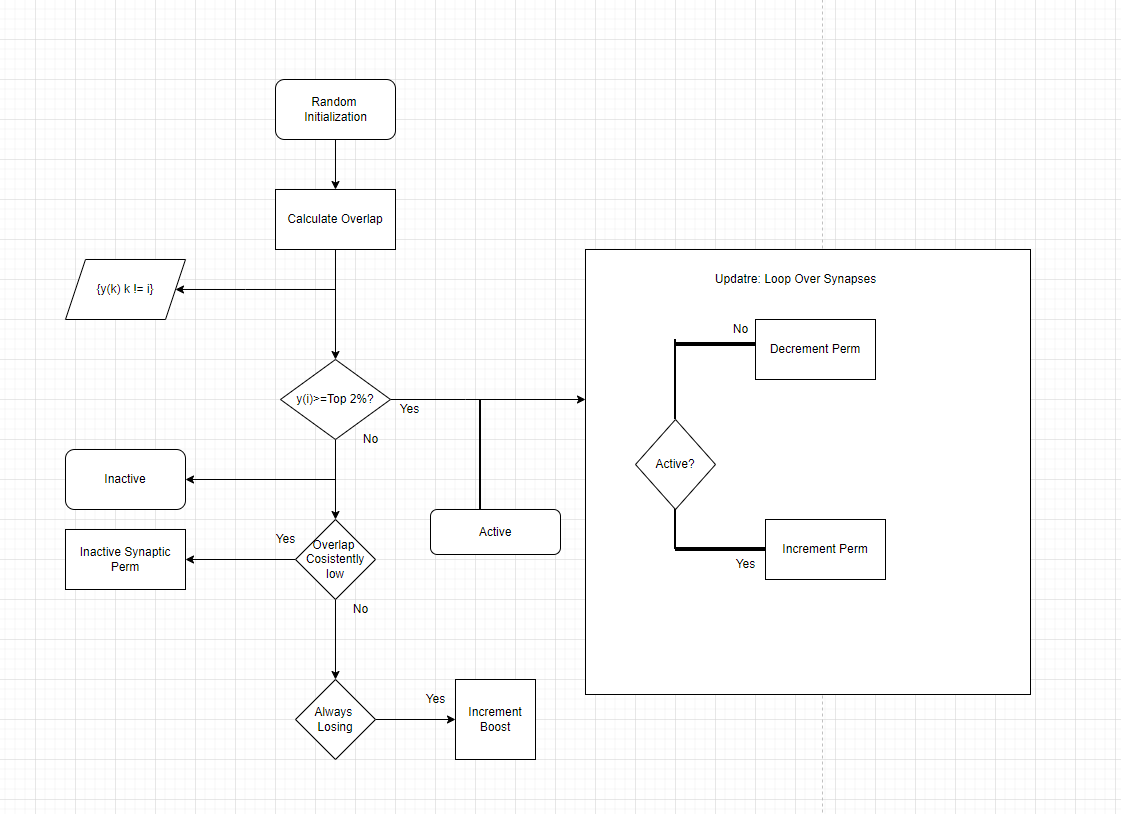 Random
Initialization
Calculate Overlap
{y(k) k != i}
Updatre: Loop Over Synapses
No
Decrement Perm
y(i)>=Top 2%?
Yes
No
Active?
Inactive
Active
Increment Perm
Yes
Inactive Synaptic
Perm
Yes
Overlap
Cosistently
low
No
Always
Losing
Yes
Increment
Boost